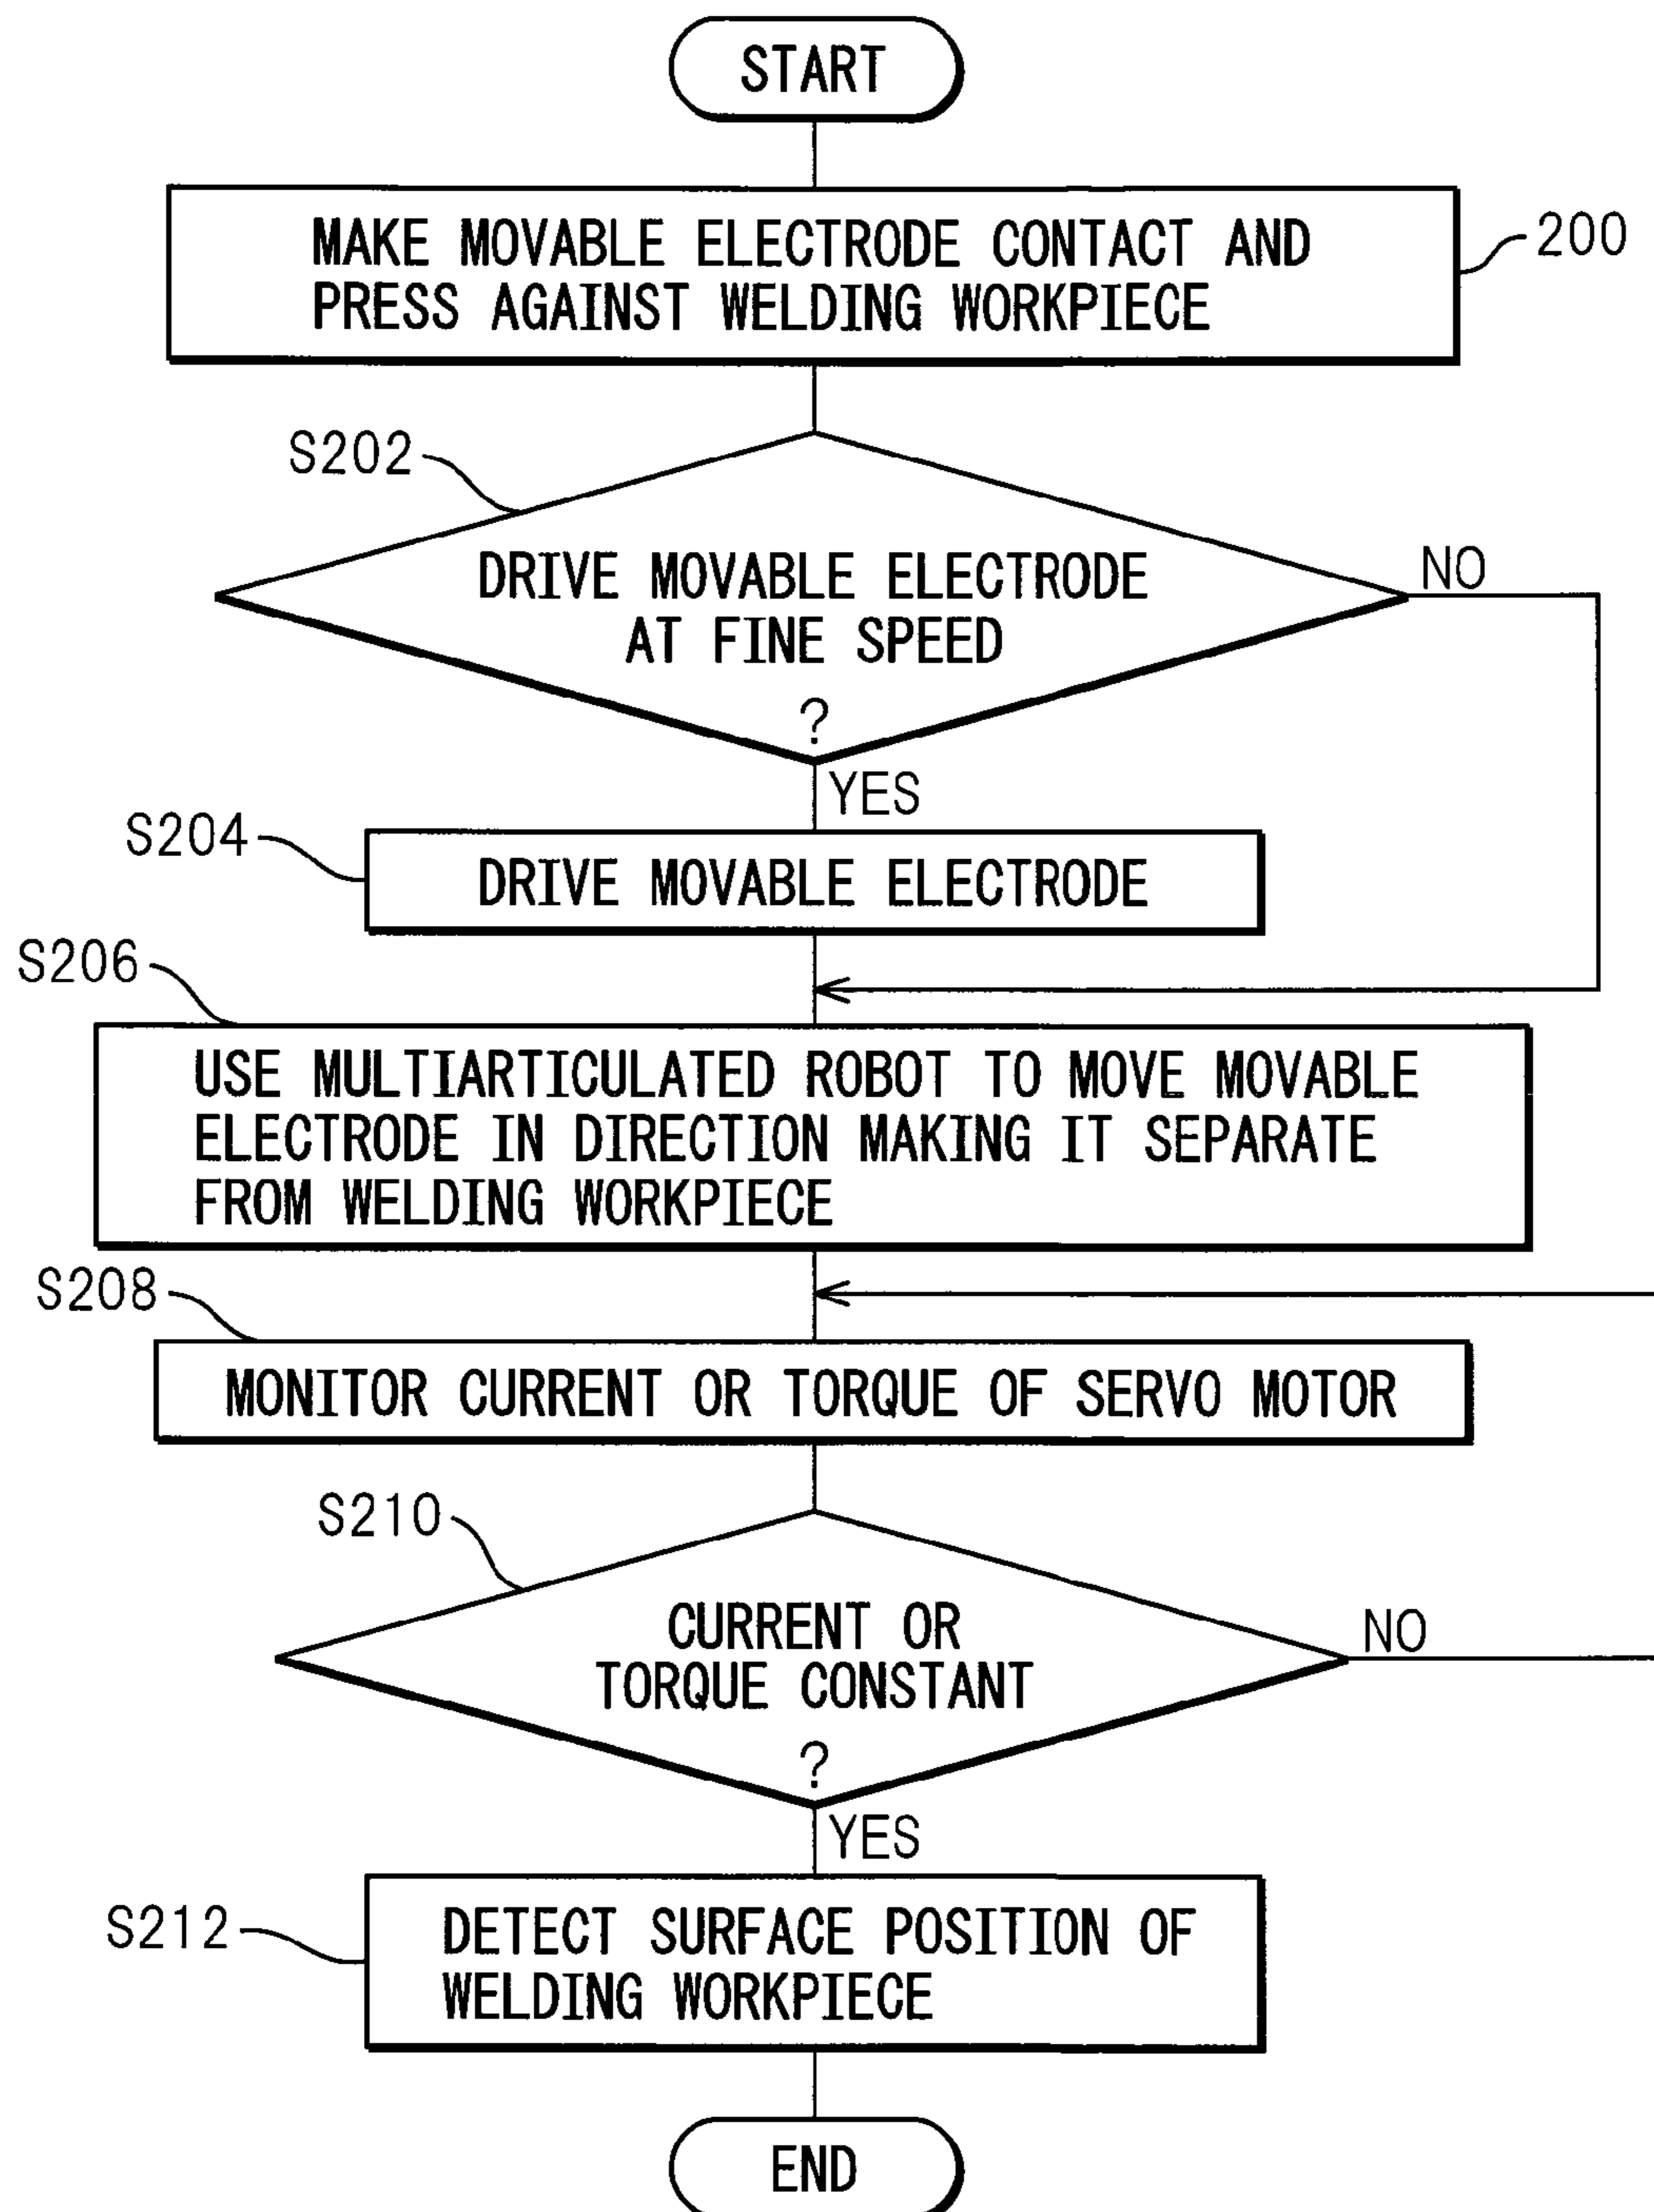 START
MAKE MOVABLE ELECTRODE CONTACT AND
PRESS AGAINST WELDING WORKPIECE
200
S202
DRIVE MOVABLE ELECTRODE
AT FINE SPEED
?
NO
YES
S204
DRIVE MOVABLE ELECTRODE
S206
USE MULTIARTICULATED ROBOT TO MOVE MOVABLE
ELECTRODE IN DIRECTION MAKING IT SEPARATE
FROM WELDING WORKPIECE
S208
MONITOR CURRENT OR TORQUE OF SERVO MOTOR
S210
CURRENT OR
TORQUE CONSTANT
?
NO
YES
S212
DETECT SURFACE POSITION OF
WELDING WORKPIECE
END